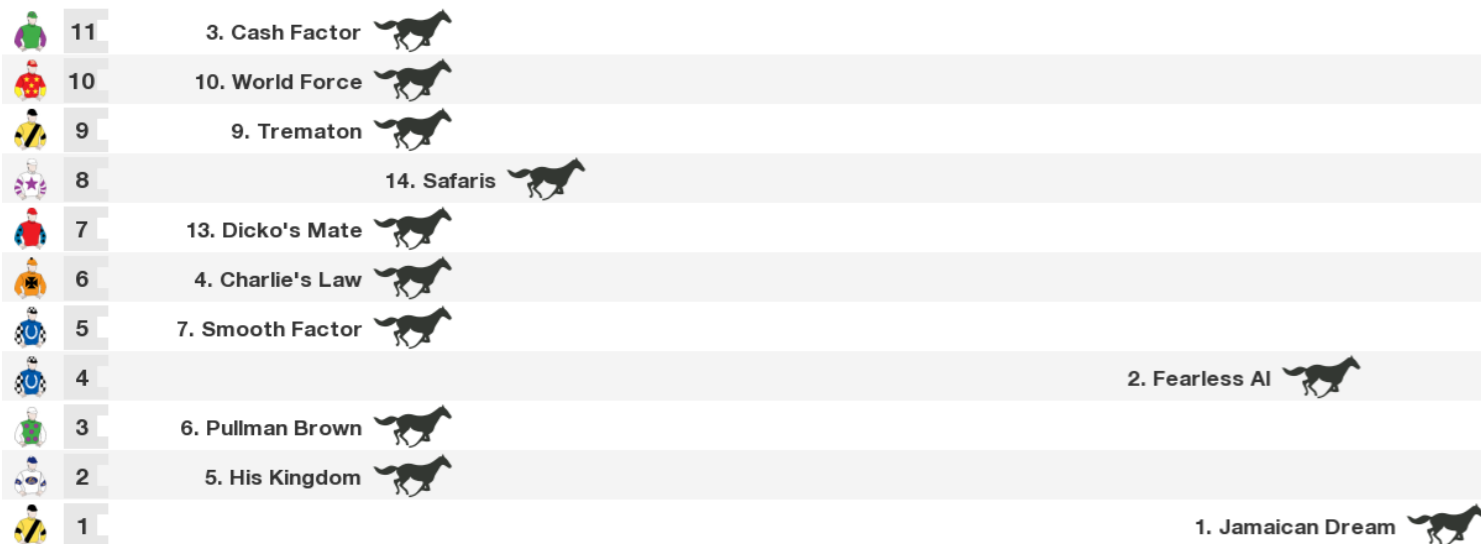 11 3. Cash Factor
10 10. World Force
9 9. Trematon
8 14. Safaris
7 13. Dicko's Mate
6 4. Charlie's Law
5 7. Smooth Factor
4 2. Fearless Al
3 6. Pullman Brown
2 5. His Kingdom
1 1. Jamaican Dream